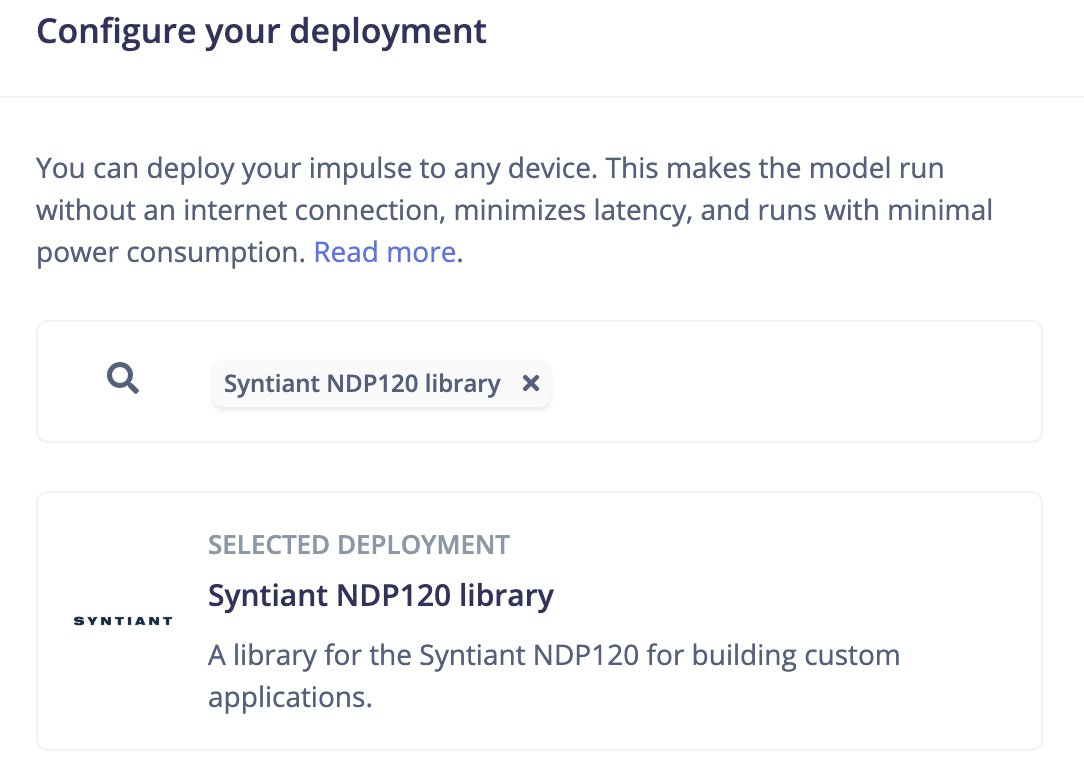 Configure your deployment
You can deploy your impulse to any device. This makes the model run
without an internet connection, minimizes latency, and runs with minimal
power consumption. Read more.
Syntiant NDP120 library ×
SELECTED DEPLOYMENT
Syntiant NDP120 library
SYNTIANT
A library for the Syntiant NDP120 for building custom
applications.